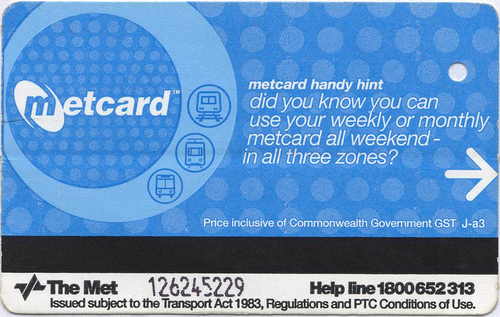 metcard™
metcard handy hint
did you know you can
use your weekly or monthly
metcard all weekend -
in all three zones?
Price inclusive of Commonwealth Government GST J-a3
The Met 126245229 Help line 1800 652 313
Issued subject to the Transport Act 1983, Regulations and PTC Conditions of Use.